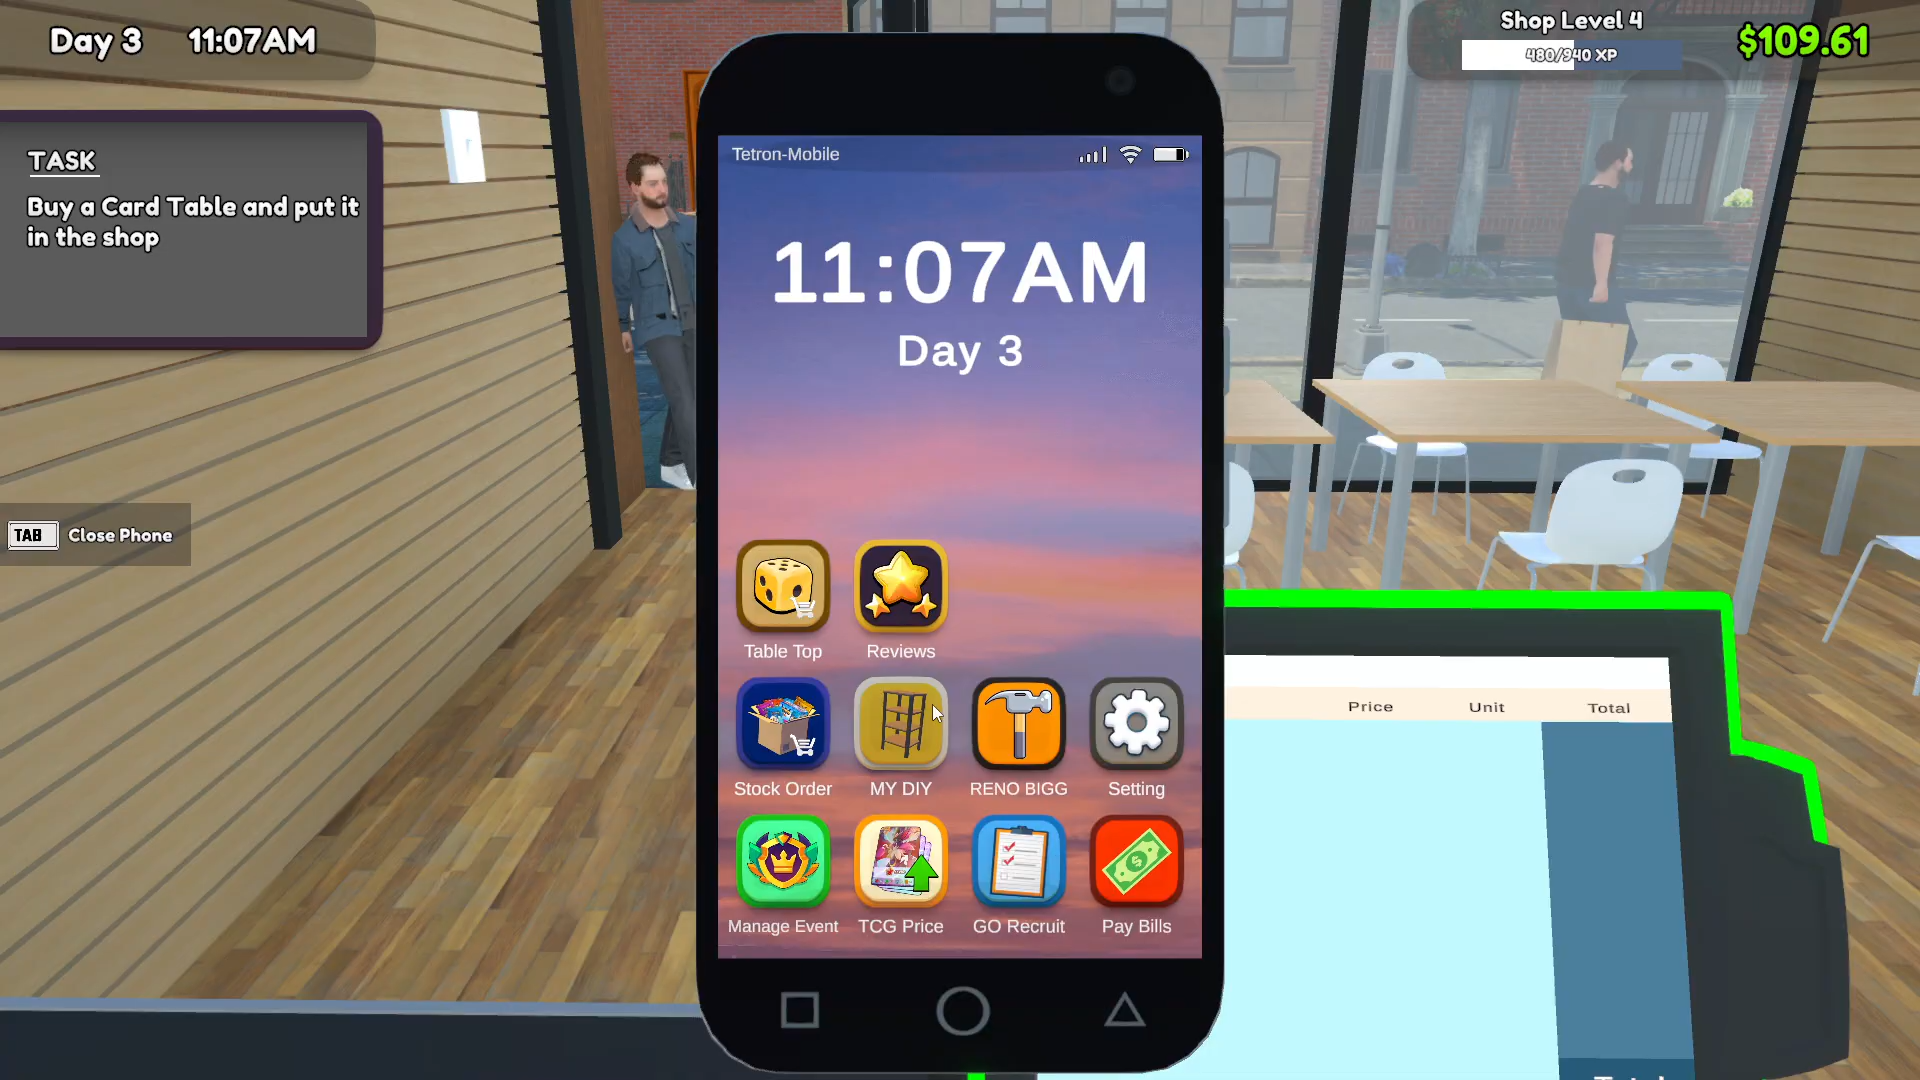 Day 3 11:07AM
Shop Level 4
480/940 XP
$109.61
TASK
Buy a Card Table and put it
in the shop
TAB Close Phone
Tetron-Mobile
11:07AM
Day 3
Table Top Reviews
Stock Order MY DIY RENO BIGG Setting
Manage Event TCG Price GO Recruit Pay Bills
Price Unit Total